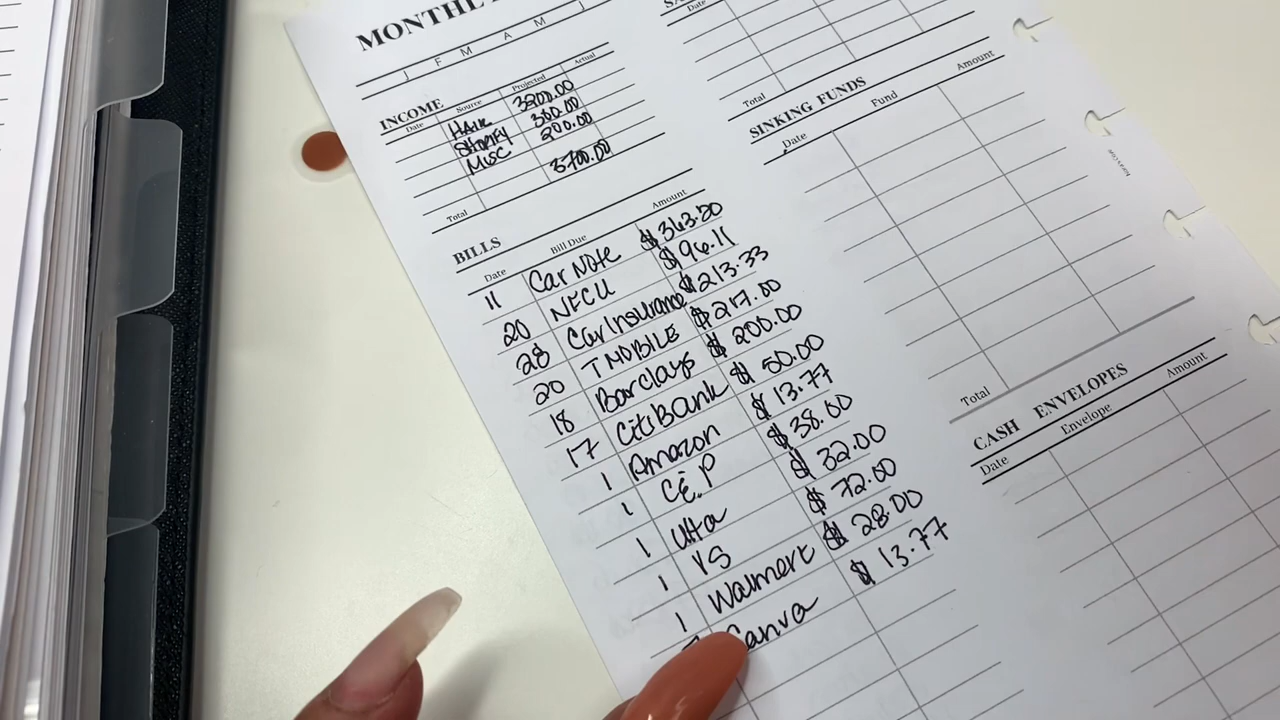 MONTHL
J F M A M J
INCOME
Date Source Projected Actual
HAIR 3200.00
SHOPIFY 300.00
MISC 200.00
Total 3700.00
BILLS
Date Bill Due Amount
11 Car Note $363.20
20 NFCU $96.11
28 Car Insurance $213.33
20 TMOBILE $217.00
18 Barclays $200.00
17 CitiBank $50.00
1 Amazon $13.77
1 C.E.P $38.00
1 Ulta $32.00
1 VS $72.00
1 Walmert $28.00
Canva $13.77
Date
Total
SINKING FUNDS
Date Fund Amount
Total
CASH ENVELOPES
Date Envelope Amount